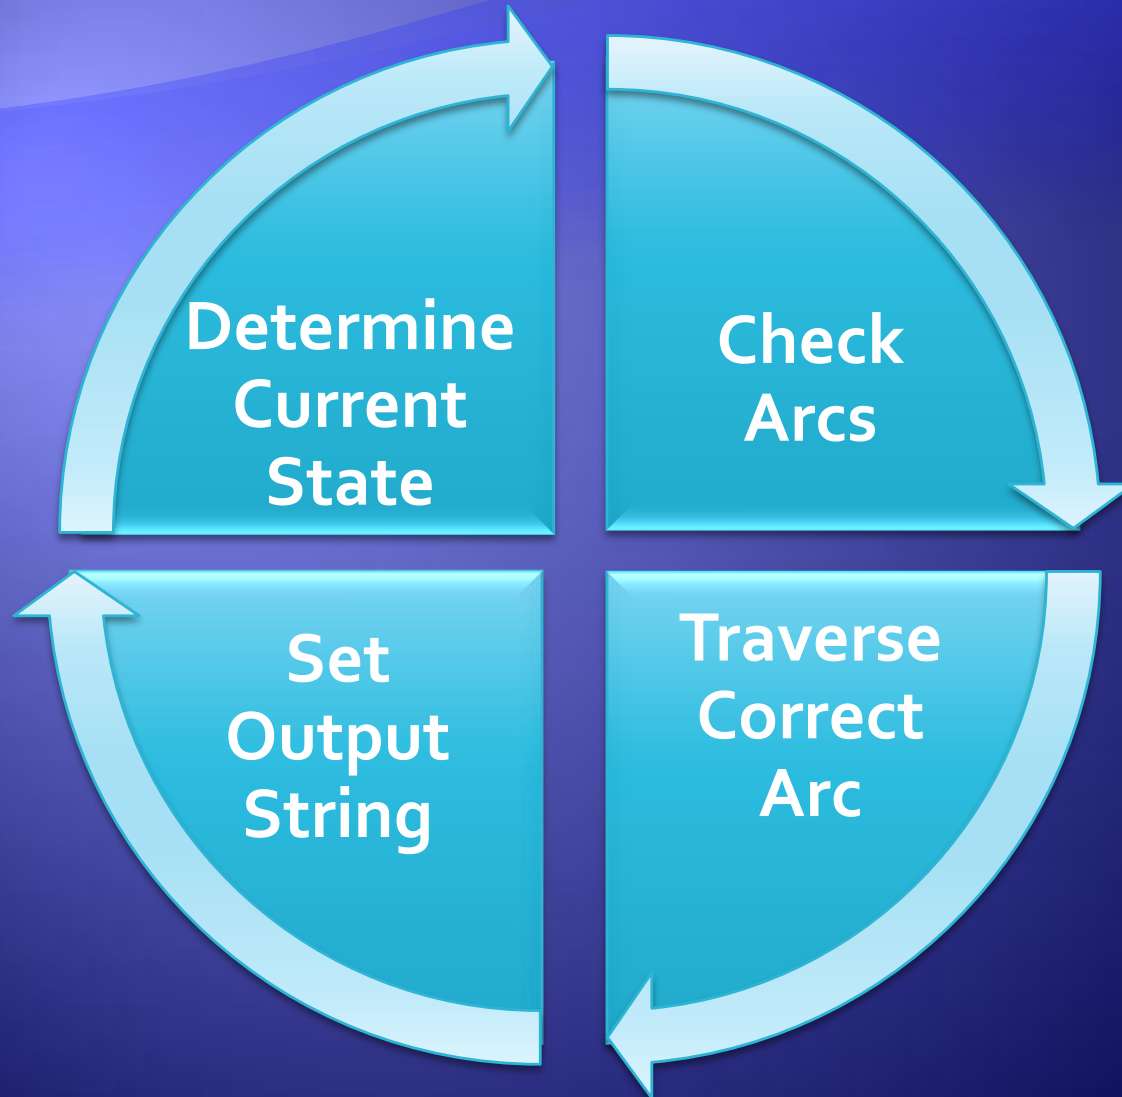 Determine
Current
State
Check
Arcs
Traverse
Correct
Arc
Set
Output
String